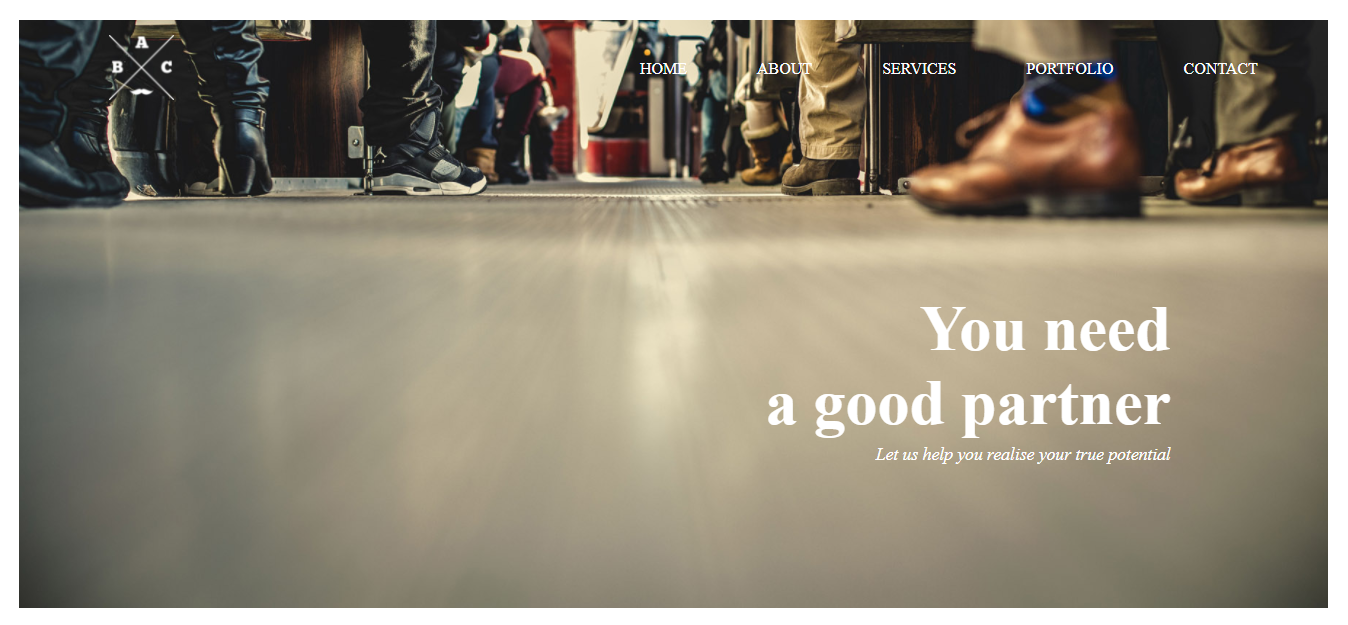 A
B C
HOME ABOUT SERVICES PORTFOLIO CONTACT
You need
a good partner
Let us help you realise your true potential